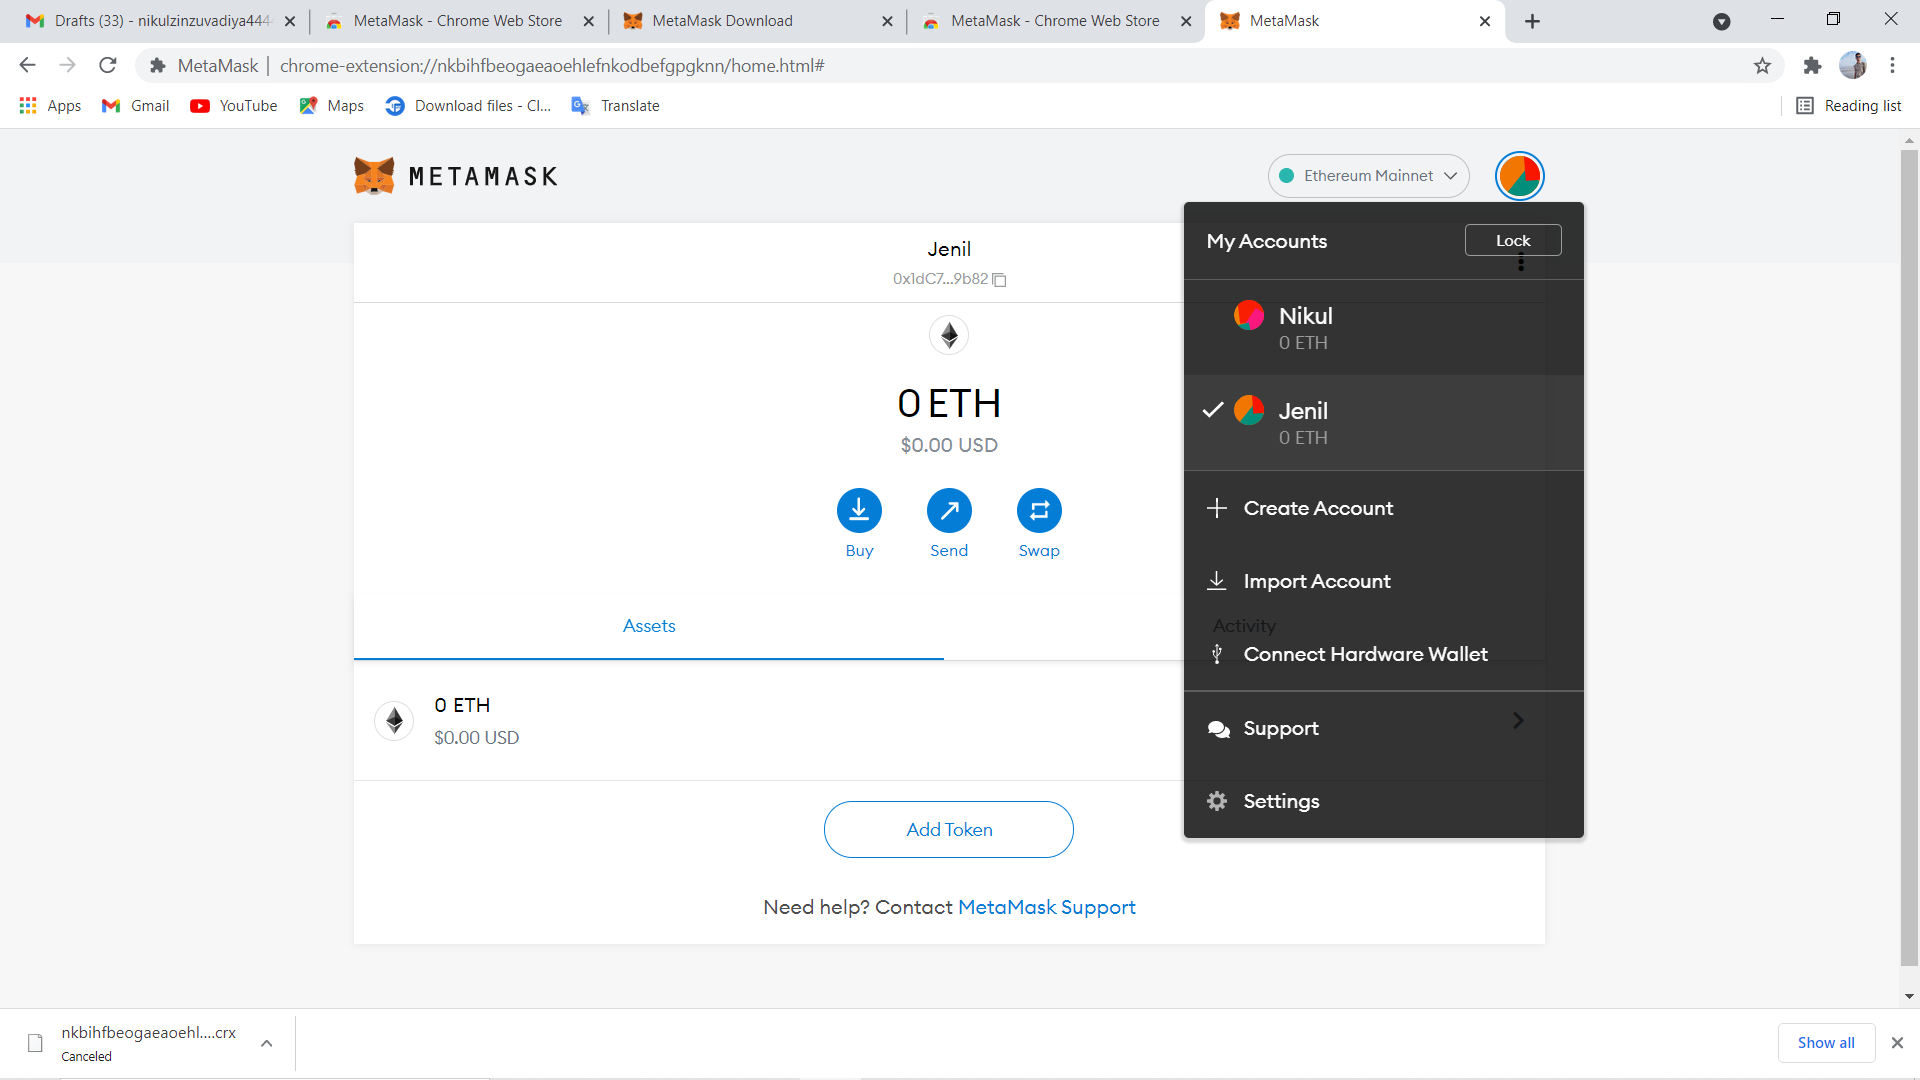 Drafts (33) - nikulzinzuvadiya444
MetaMask - Chrome Web Store
MetaMask Download
MetaMask - Chrome Web Store
MetaMask
MetaMask | chrome-extension://nkbihfbeogaeaoehlefnkodbefgpgknn/home.html#
Apps
Gmail
YouTube
Maps
Download files - Cl...
Translate
Reading list
METAMASK
Ethereum Mainnet
Jenil
0x1dC7...9b82
0 ETH
$0.00 USD
Buy
Send
Swap
Assets
Activity
0 ETH
$0.00 USD
Add Token
Need help? Contact MetaMask Support
My Accounts
Lock
Nikul
0 ETH
Jenil
0 ETH
Create Account
Import Account
Connect Hardware Wallet
Support
Settings
nkbihfbeogaeaoehl....crx
Canceled
Show all